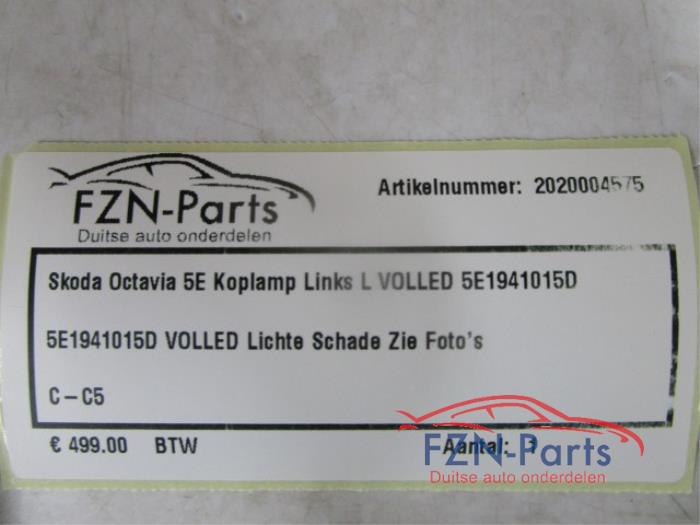 FZN-Parts
Duitse auto onderdelen
Artikelnummer: 2020004575
Skoda Octavia 5E Koplamp Links L VOLLED 5E1941015D
5E1941015D VOLLED Lichte Schade Zie Foto's
C-C5
€ 499.00 BTW
Aantal: 1
FZN-Parts
Duitse auto onderdelen